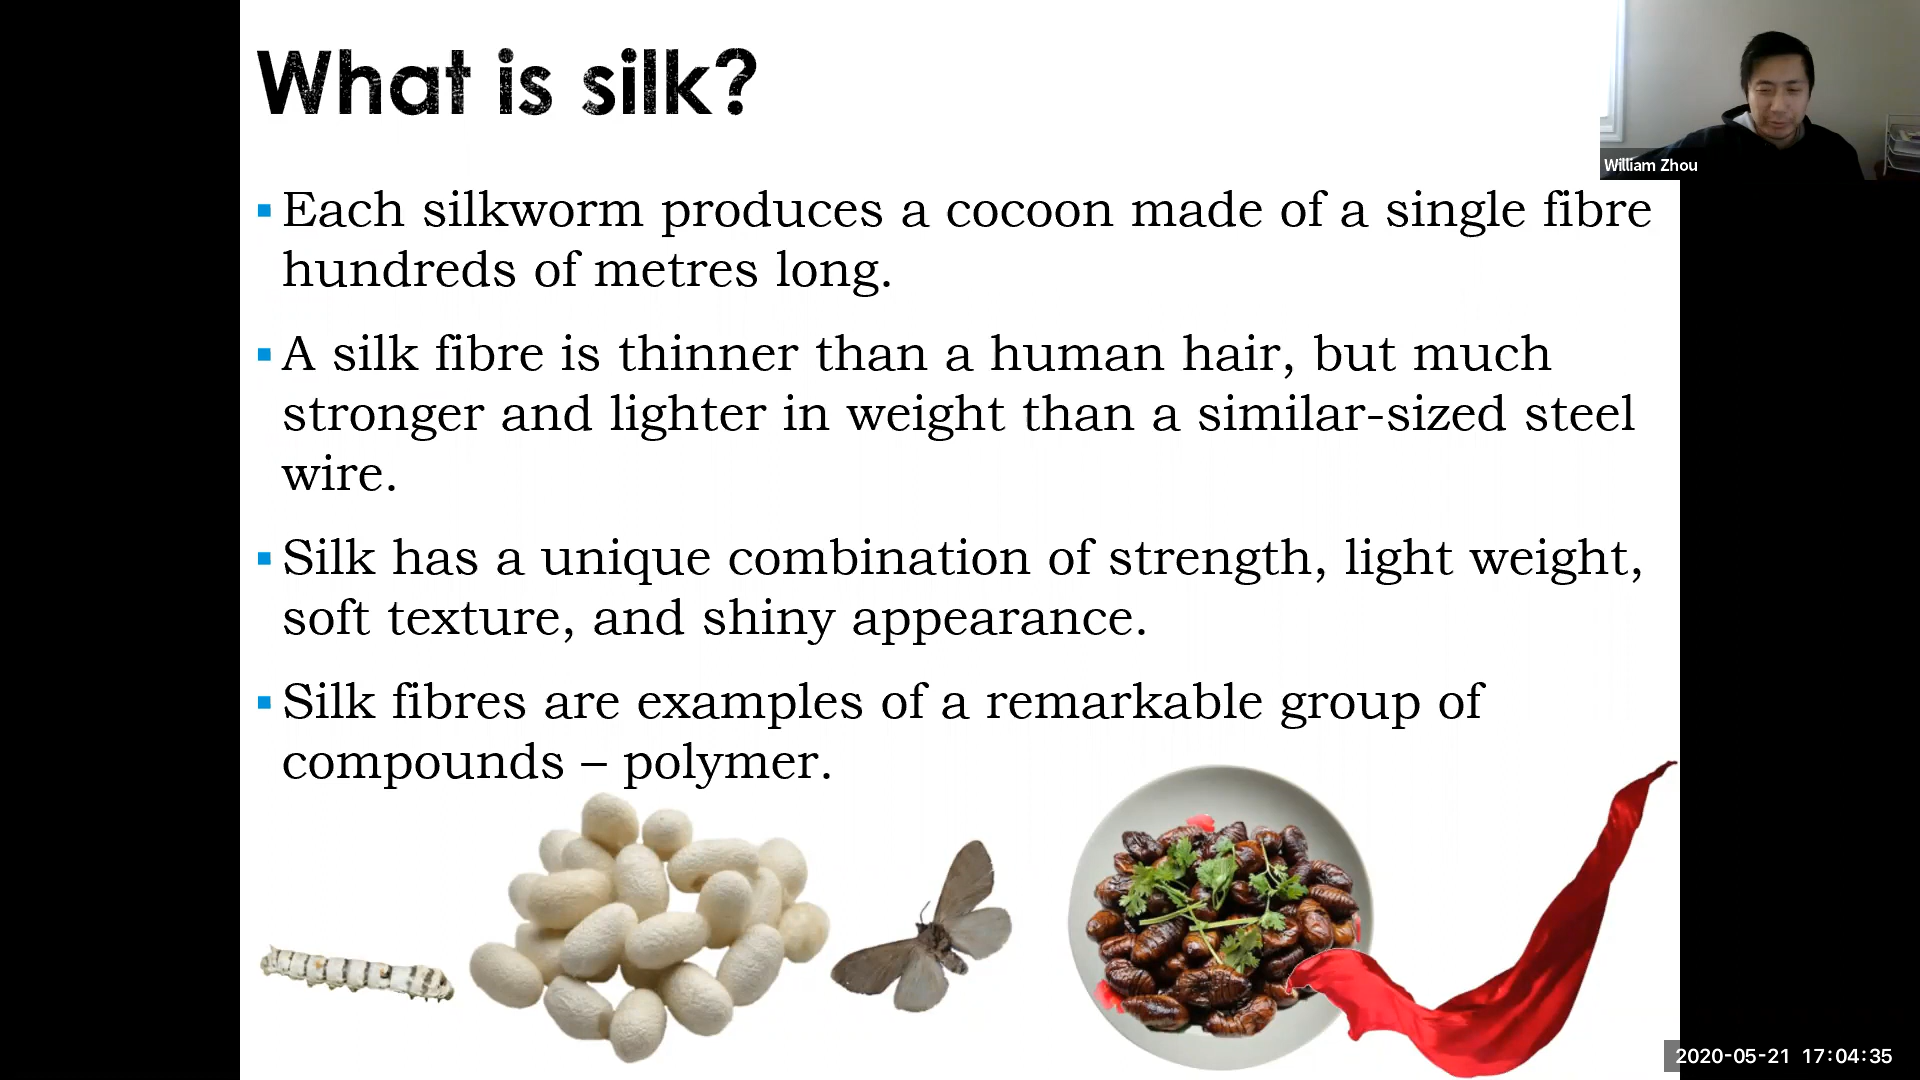 What is silk?
William Zhou
▪ Each silkworm produces a cocoon made of a single fibre
hundreds of metres long.
▪ A silk fibre is thinner than a human hair, but much
stronger and lighter in weight than a similar-sized steel
wire.
▪ Silk has a unique combination of strength, light weight,
soft texture, and shiny appearance.
▪ Silk fibres are examples of a remarkable group of
compounds – polymer.
2020-05-21 17:04:35